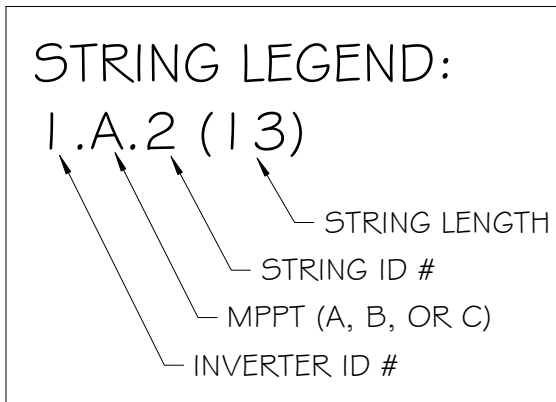 STRING LEGEND:
1.A.2 (13)
STRING LENGTH
STRING ID #
MPPT (A, B, OR C)
INVERTER ID #